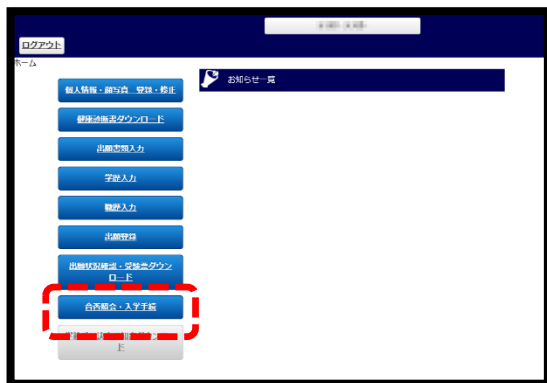 ログアウト
ホーム
お知らせ一覧
個人情報・顔写真　登録・修正
健康診断書ダウンロード
出願書類入力
学歴入力
職歴入力
出願登録
出願状況確認・受験票ダウン
ロード
合否照会・入学手続
ド